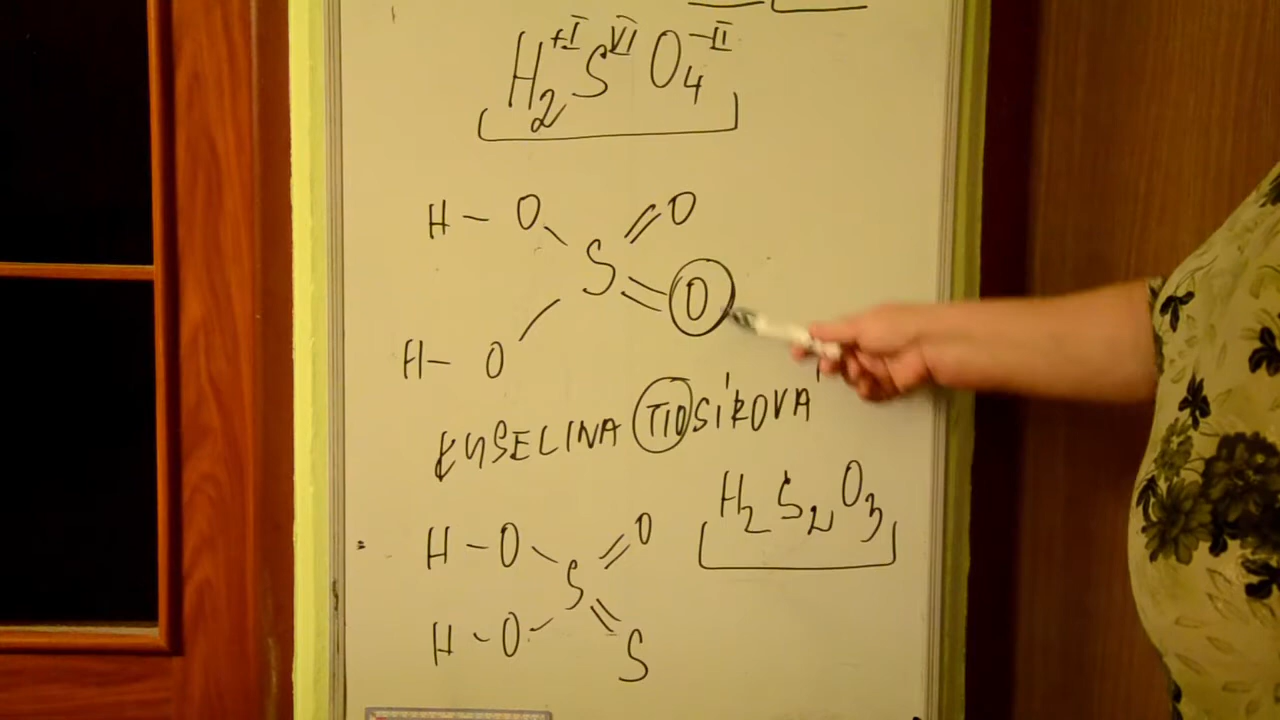 H₂⁺ᴵ Sⱽᴵ O₄⁻ᴵᴵ
H – O O
S
H – O O
KYSELINA TIOSÍROVÁ
H₂S₂O₃
H – O O
S
H – O S